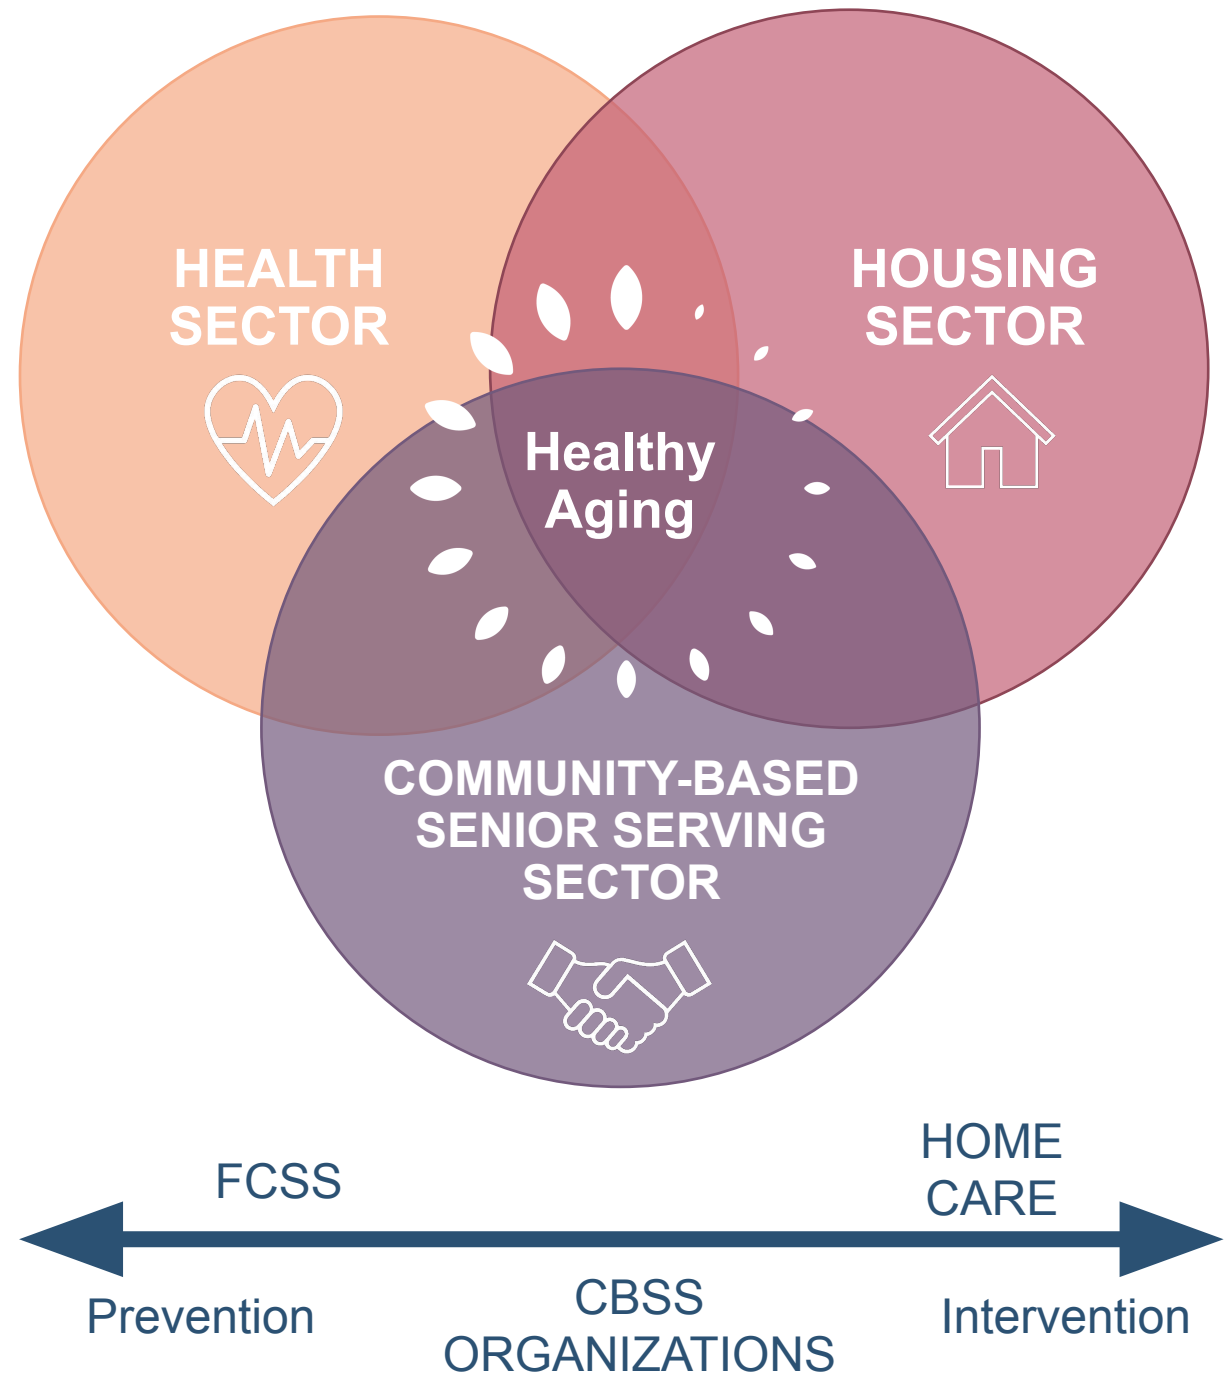 HEALTH
SECTOR
HOUSING
SECTOR
Healthy
Aging
COMMUNITY-BASED
SENIOR SERVING
SECTOR
FCSS
HOME
CARE
Prevention
CBSS
ORGANIZATIONS
Intervention